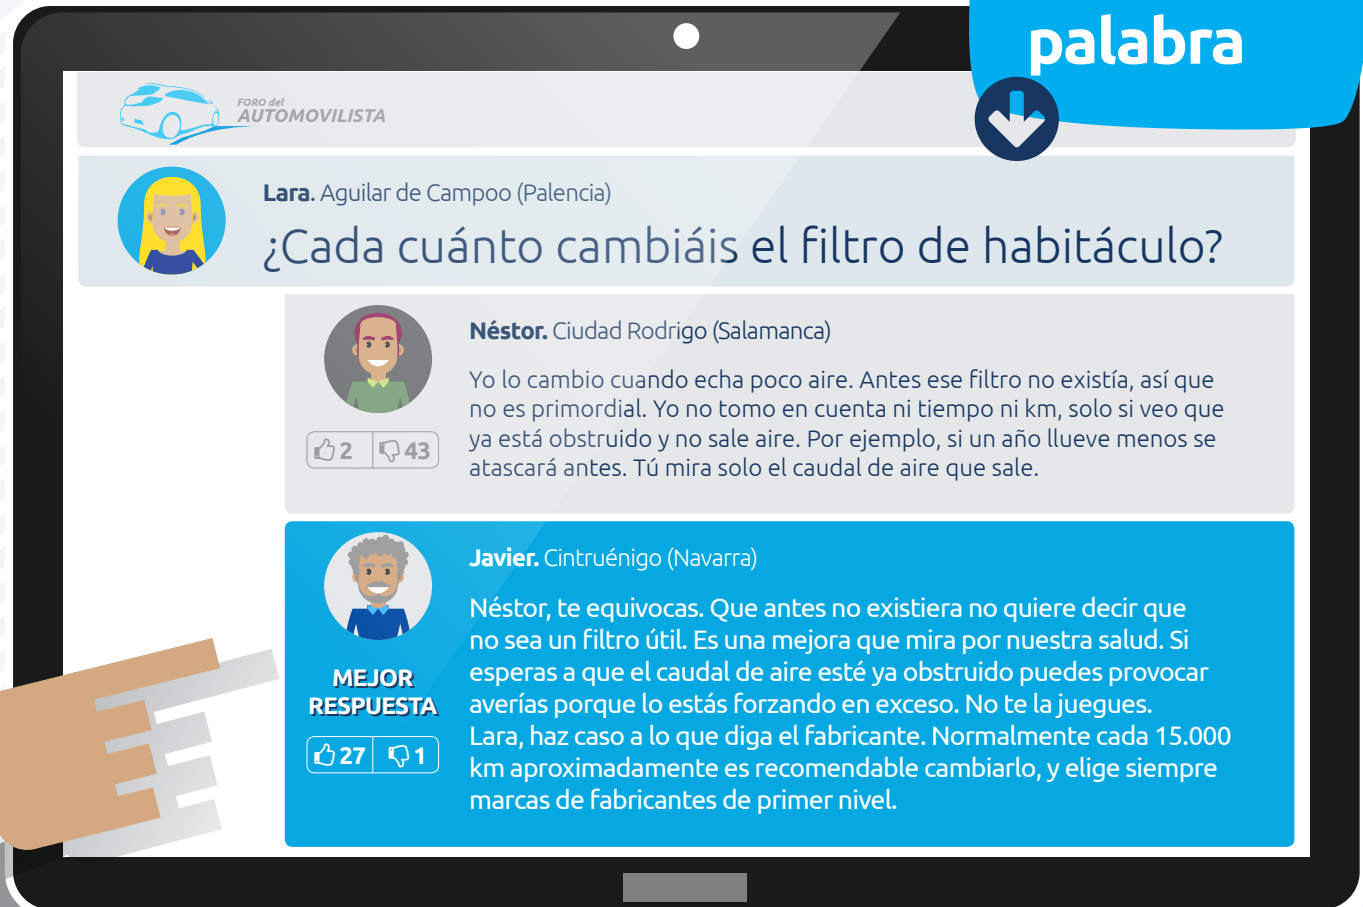 palabra
FORO del
AUTOMOVILISTA
Lara. Aguilar de Campoo (Palencia)
¿Cada cuánto cambiáis el filtro de habitáculo?
Néstor. Ciudad Rodrigo (Salamanca)
Yo lo cambio cuando echa poco aire. Antes ese filtro no existía, así que
no es primordial. Yo no tomo en cuenta ni tiempo ni km, solo si veo que
ya está obstruido y no sale aire. Por ejemplo, si un año llueve menos se
atascará antes. Tú mira solo el caudal de aire que sale.
2 43
Javier. Cintruénigo (Navarra)
Néstor, te equivocas. Que antes no existiera no quiere decir que
no sea un filtro útil. Es una mejora que mira por nuestra salud. Si
esperas a que el caudal de aire esté ya obstruido puedes provocar
averías porque lo estás forzando en exceso. No te la juegues.
Lara, haz caso a lo que diga el fabricante. Normalmente cada 15.000
km aproximadamente es recomendable cambiarlo, y elige siempre
marcas de fabricantes de primer nivel.
MEJOR
RESPUESTA
27 1